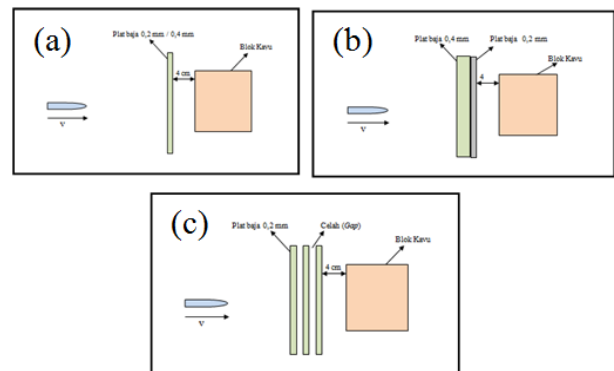 (a)
Plat baja 0,2 mm / 0,4 mm
Blok Kayu
4 cm
V
(b)
Plat baja 0,4 mm
Plat baja 0,2 mm
Blok Kayu
4
V
(c)
Plat baja 0,2 mm
Celah (Gap)
Blok Kayu
4 cm
V